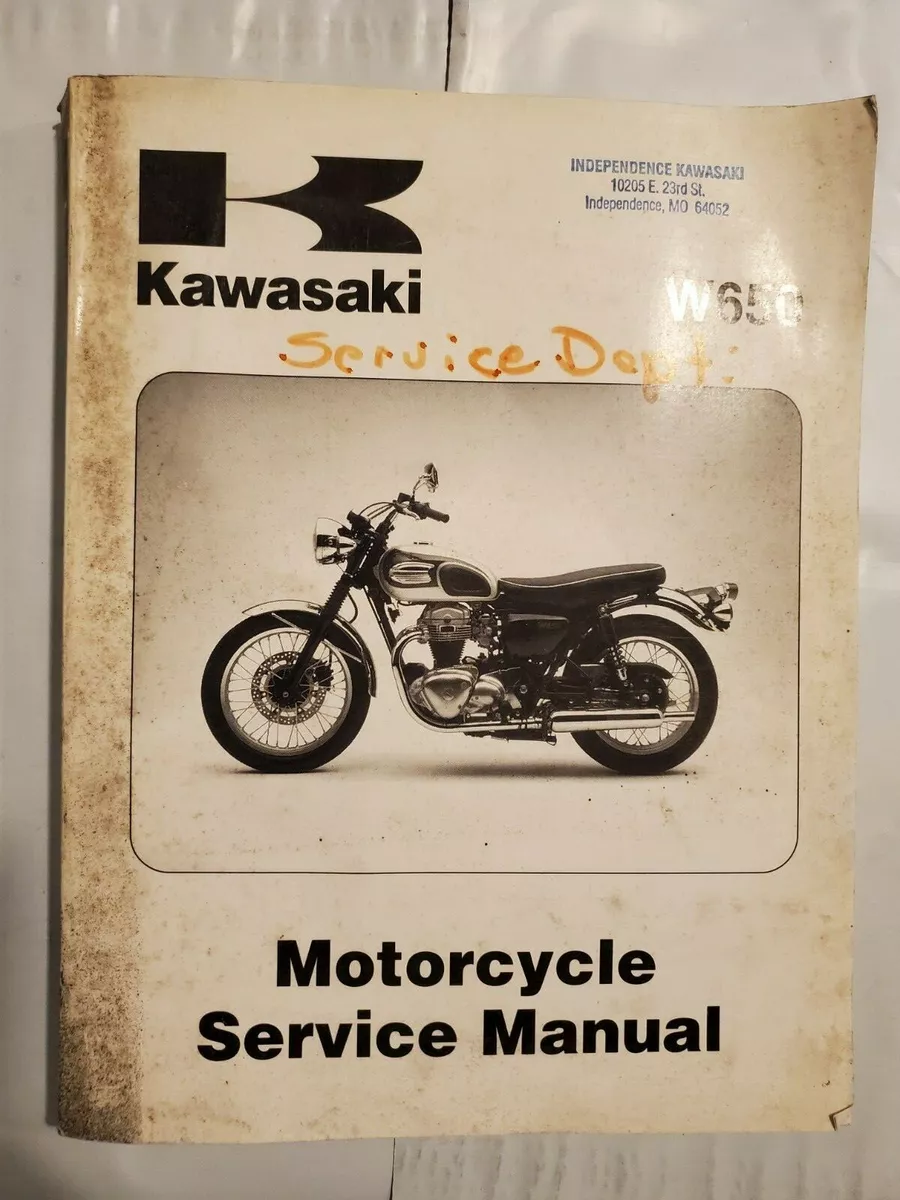 INDEPENDENCE KAWASAKI
10205 E. 23rd St.
Independence, MO 64052
Kawasaki
W650
Service Dept.
Motorcycle
Service Manual